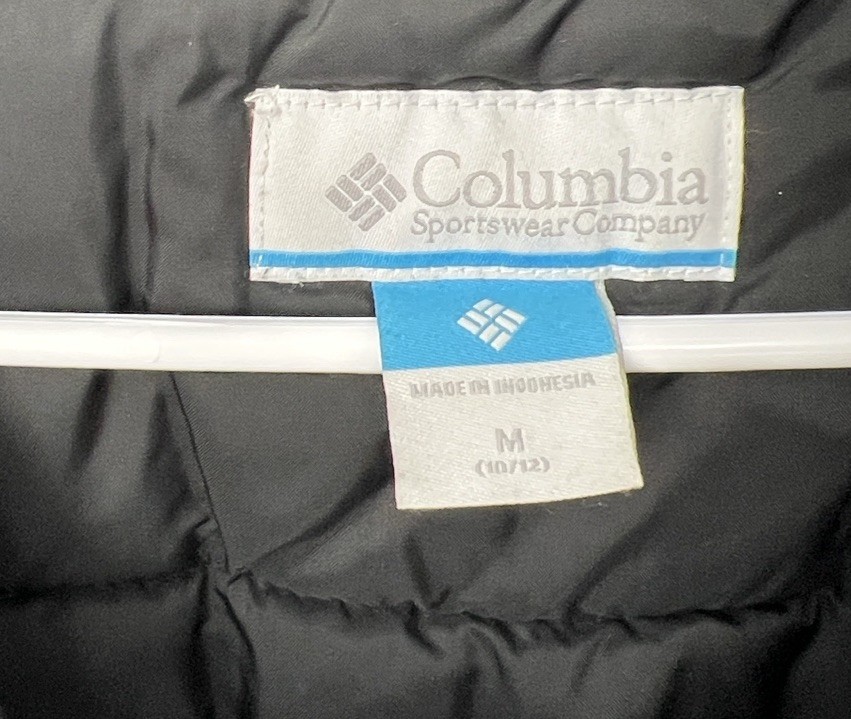 Columbia
Sportswear Company
MADE IN INDONESIA
M
(10/12)